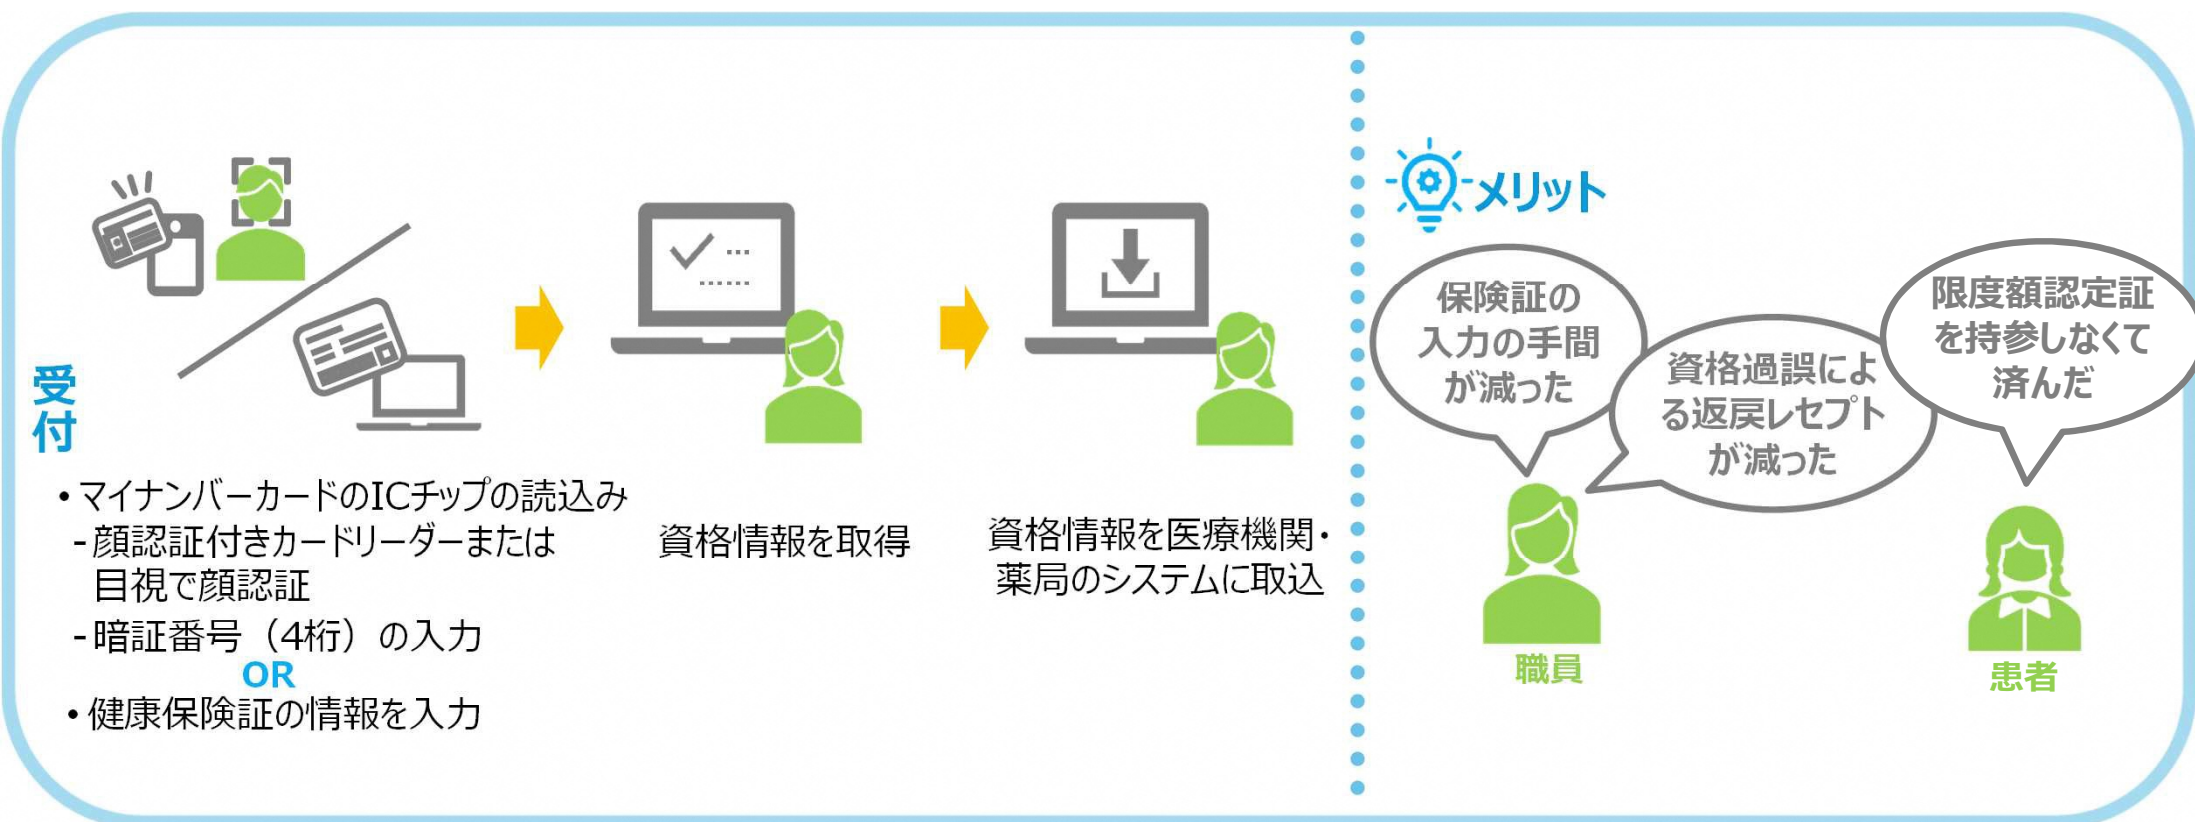 受付
・マイナンバーカードのICチップの読込み
-顔認証付きカードリーダーまたは
目視で顔認証
-暗証番号（4桁）の入力
OR
・健康保険証の情報を入力
資格情報を取得
資格情報を医療機関・
薬局のシステムに取込
メリット
保険証の
入力の手間
が減った
資格過誤によ
る返戻レセプト
が減った
限度額認定証
を持参しなくて
済んだ
職員
患者